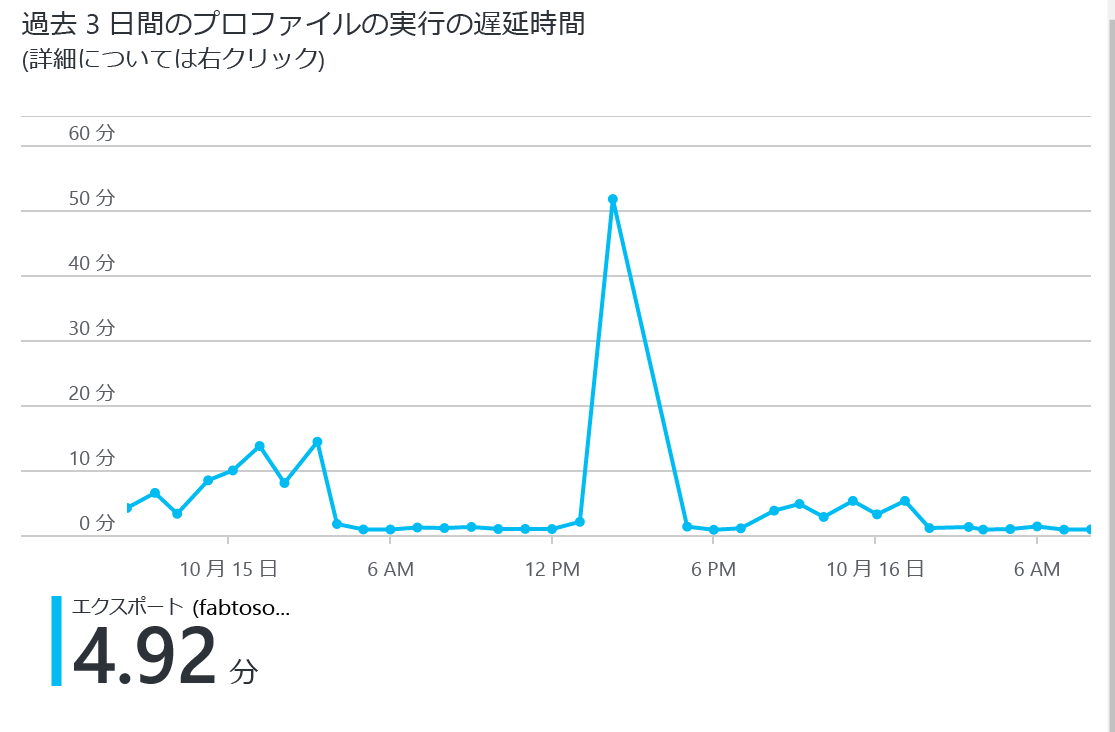 過去 3 日間のプロファイルの実行の遅延時間
(詳細については右クリック)
60 分
50 分
40 分
30 分
20 分
10 分
0 分
10 月 15 日 6 AM 12 PM 6 PM 10 月 16 日 6 AM
エクスポート (fabtoso...
4.92 分